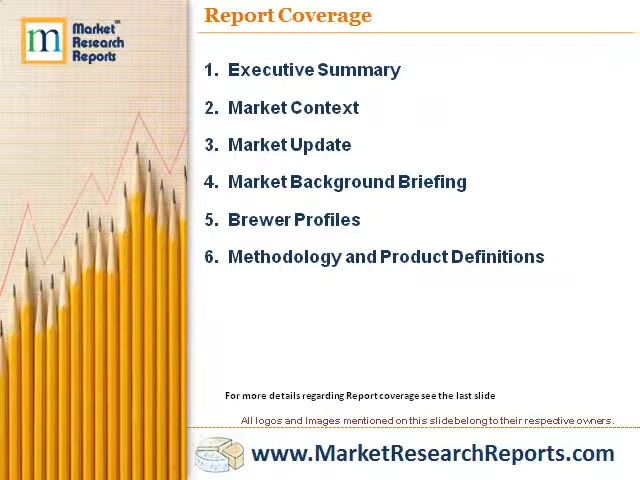 m Market
Research
Reports
™
Report Coverage
1. Executive Summary
2. Market Context
3. Market Update
4. Market Background Briefing
5. Brewer Profiles
6. Methodology and Product Definitions
For more details regarding Report coverage see the last slide
All logos and Images mentioned on this slide belong to their respective owners.
www.MarketResearchReports.com